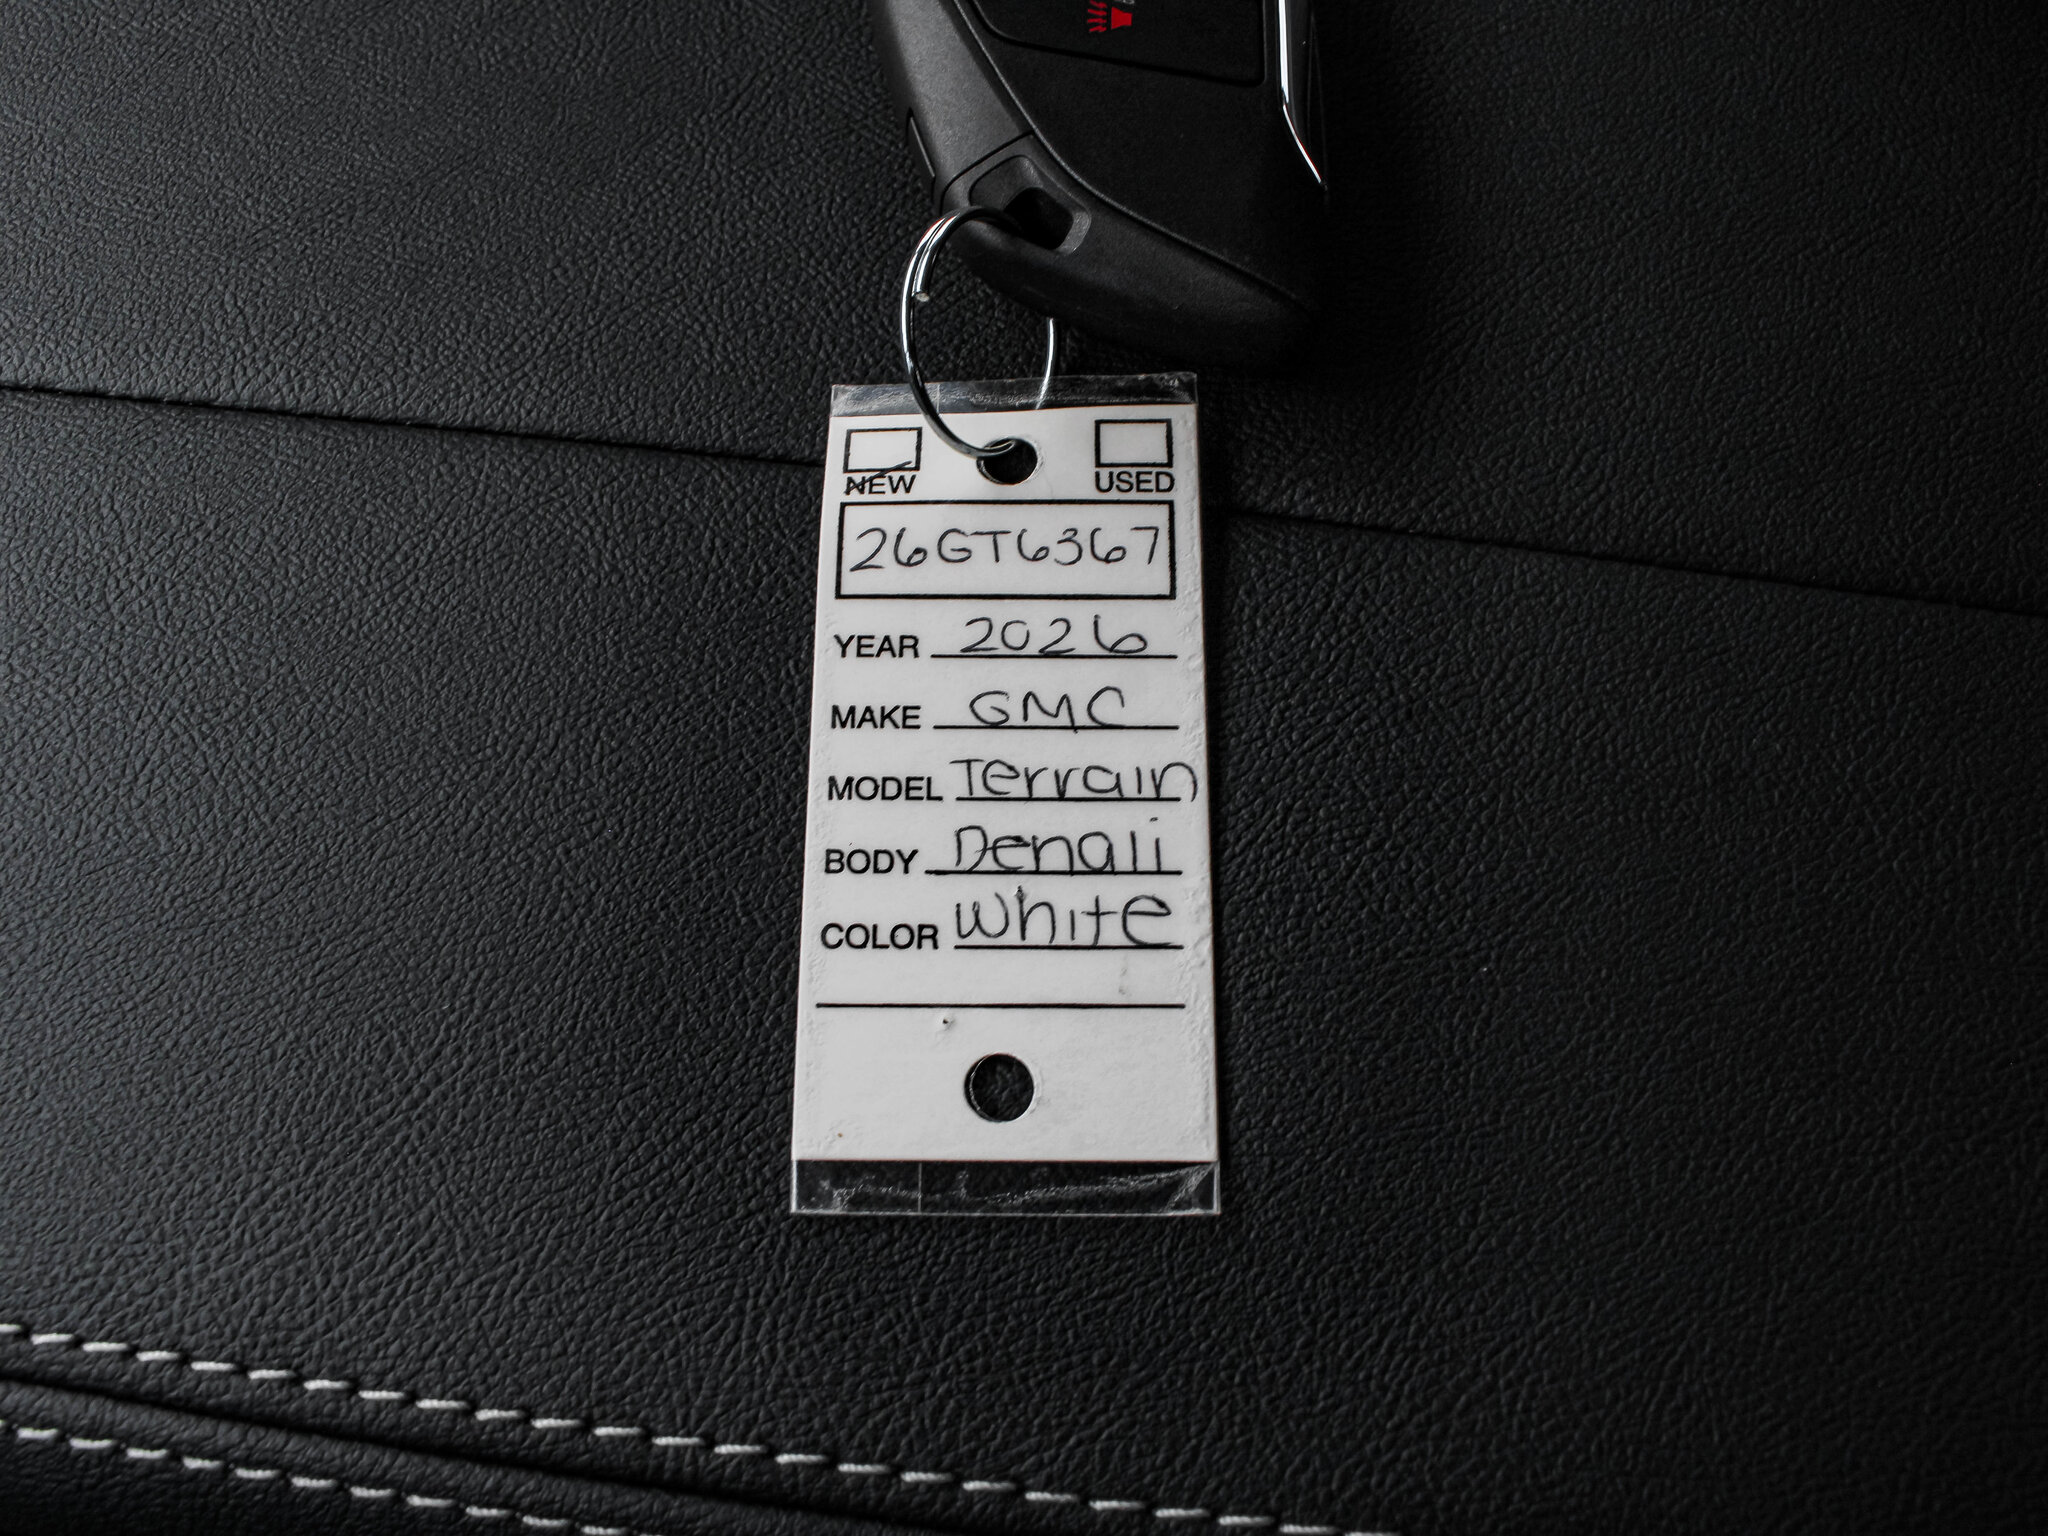 NEW USED
26GT6367
YEAR 2026
MAKE GMC
MODEL Terrain
BODY Denali
COLOR White